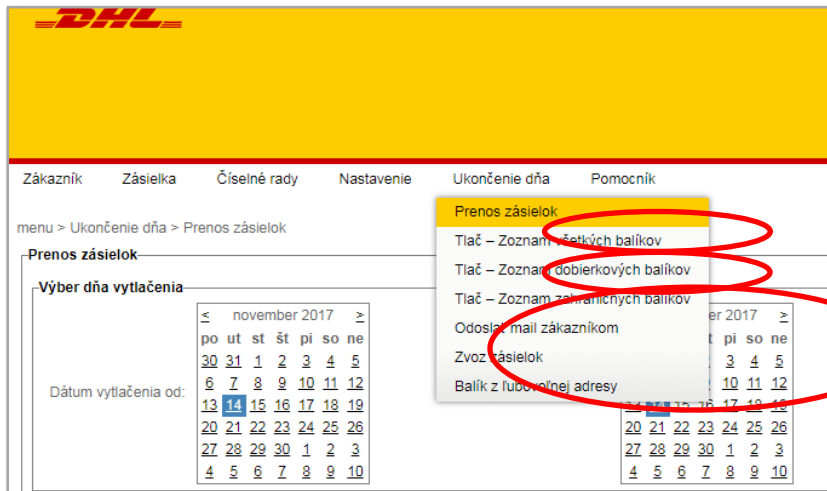 DHL
Zákazník Zásielka Číselné rady Nastavenie Ukončenie dňa Pomocník
menu > Ukončenie dňa > Prenos zásielok
Prenos zásielok
Tlač – Zoznam všetkých balíkov
Tlač – Zoznam dobierkových balíkov
Tlač – Zoznam zahraničných balíkov
Odoslat mail zákazníkom
Zvoz zásielok
Balík z ľubovoľnej adresy
Prenos zásielok
Výber dňa vytlačenia
Dátum vytlačenia od:
< november 2017 >
po ut st št pi so ne
30 31 1 2 3 4 5
6 7 8 9 10 11 12
13 14 15 16 17 18 19
20 21 22 23 24 25 26
27 28 29 30 1 2 3
4 5 6 7 8 9 10
2017 >
pi so ne
3 4 5
10 11 12
14 15 16 17 18 19
20 21 22 23 24 25 26
27 28 29 30 1 2 3
4 5 6 7 8 9 10